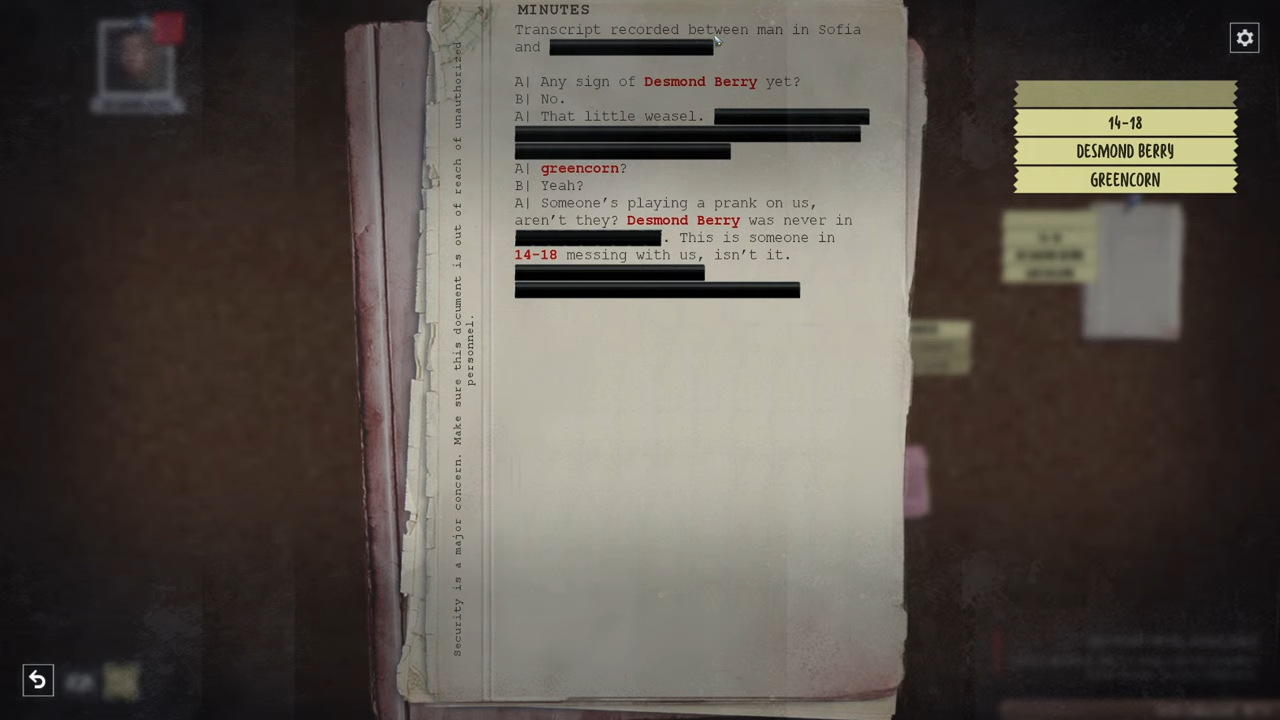 MINUTES
Transcript recorded between man in Sofia
and
A| Any sign of Desmond Berry yet?
B| No.
A| That little weasel.
A| greencorn?
B| Yeah?
A| Someone's playing a prank on us,
aren't they? Desmond Berry was never in
. This is someone in
14-18 messing with us, isn't it.
Security is a major concern. Make sure this document is out of reach of unauthorized
personnel.
14-18
DESMOND BERRY
GREENCORN